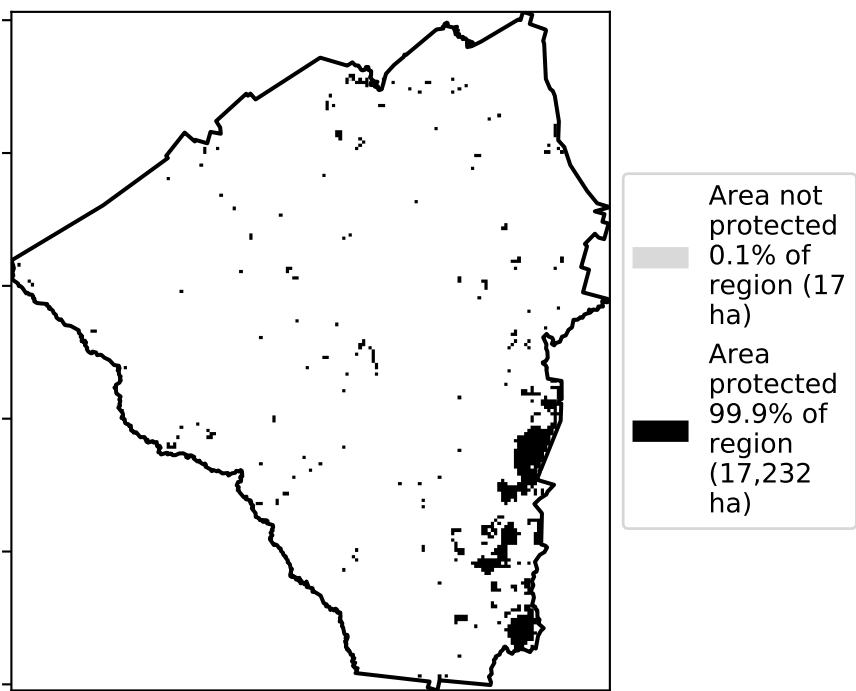 Area not
protected
0.1% of
region (17
ha)
Area
protected
99.9% of
region
(17,232
ha)